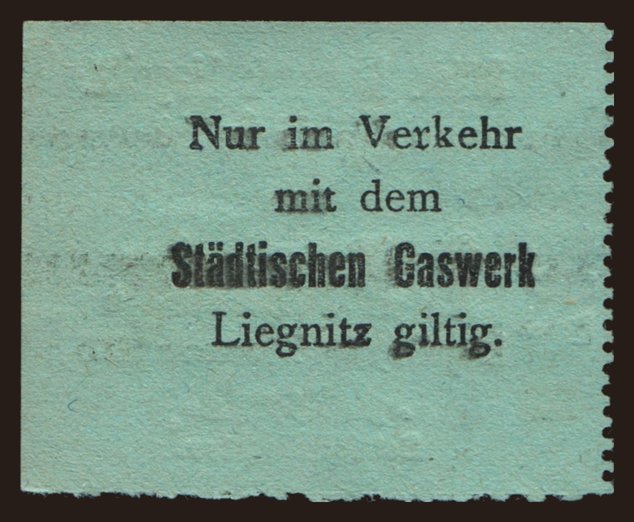 Nur im Verkehr
mit dem
Städtischen Gaswerk
Liegnitz giltig.